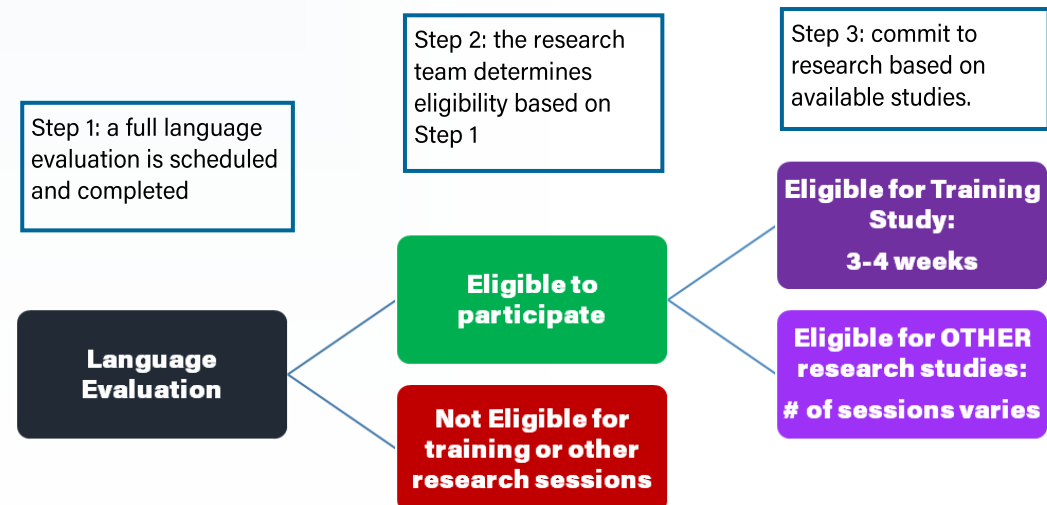 Step 1: a full language
evaluation is scheduled
and completed
Step 2: the research
team determines
eligibility based on
Step 1
Step 3: commit to
research based on
available studies.
Language
Evaluation
Eligible to
participate
Not Eligible for
training or other
research sessions
Eligible for Training
Study:
3-4 weeks
Eligible for OTHER
research studies:
# of sessions varies